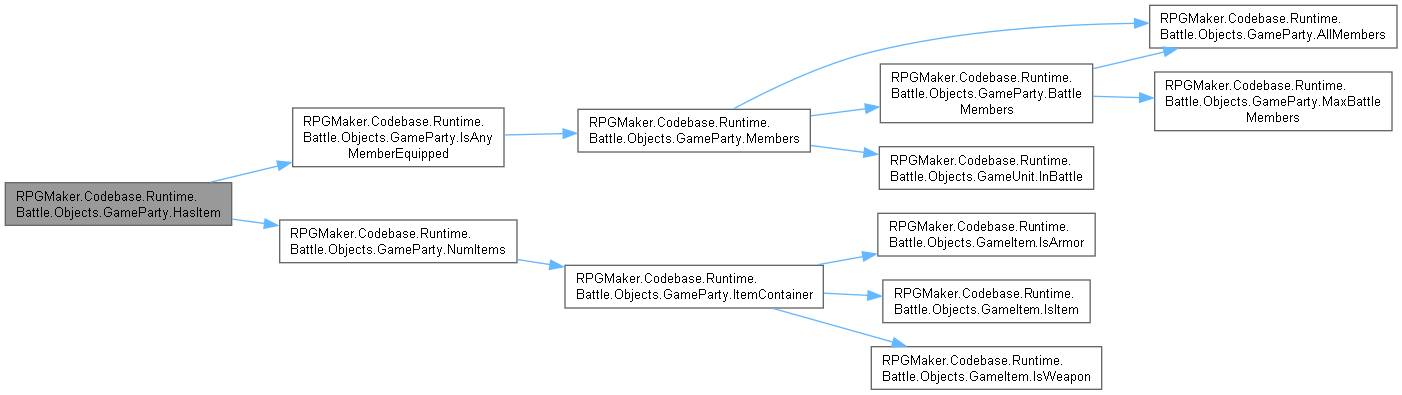 RPGMaker.Codebase.Runtime.
Battle.Objects.GameParty.HasItem
RPGMaker.Codebase.Runtime.
Battle.Objects.GameParty.IsAny
MemberEquipped
RPGMaker.Codebase.Runtime.
Battle.Objects.GameParty.NumItems
RPGMaker.Codebase.Runtime.
Battle.Objects.GameParty.Members
RPGMaker.Codebase.Runtime.
Battle.Objects.GameParty.ItemContainer
RPGMaker.Codebase.Runtime.
Battle.Objects.GameParty.Battle
Members
RPGMaker.Codebase.Runtime.
Battle.Objects.GameUnit.InBattle
RPGMaker.Codebase.Runtime.
Battle.Objects.GameItem.IsArmor
RPGMaker.Codebase.Runtime.
Battle.Objects.GameItem.IsItem
RPGMaker.Codebase.Runtime.
Battle.Objects.GameItem.IsWeapon
RPGMaker.Codebase.Runtime.
Battle.Objects.GameParty.AllMembers
RPGMaker.Codebase.Runtime.
Battle.Objects.GameParty.MaxBattle
Members